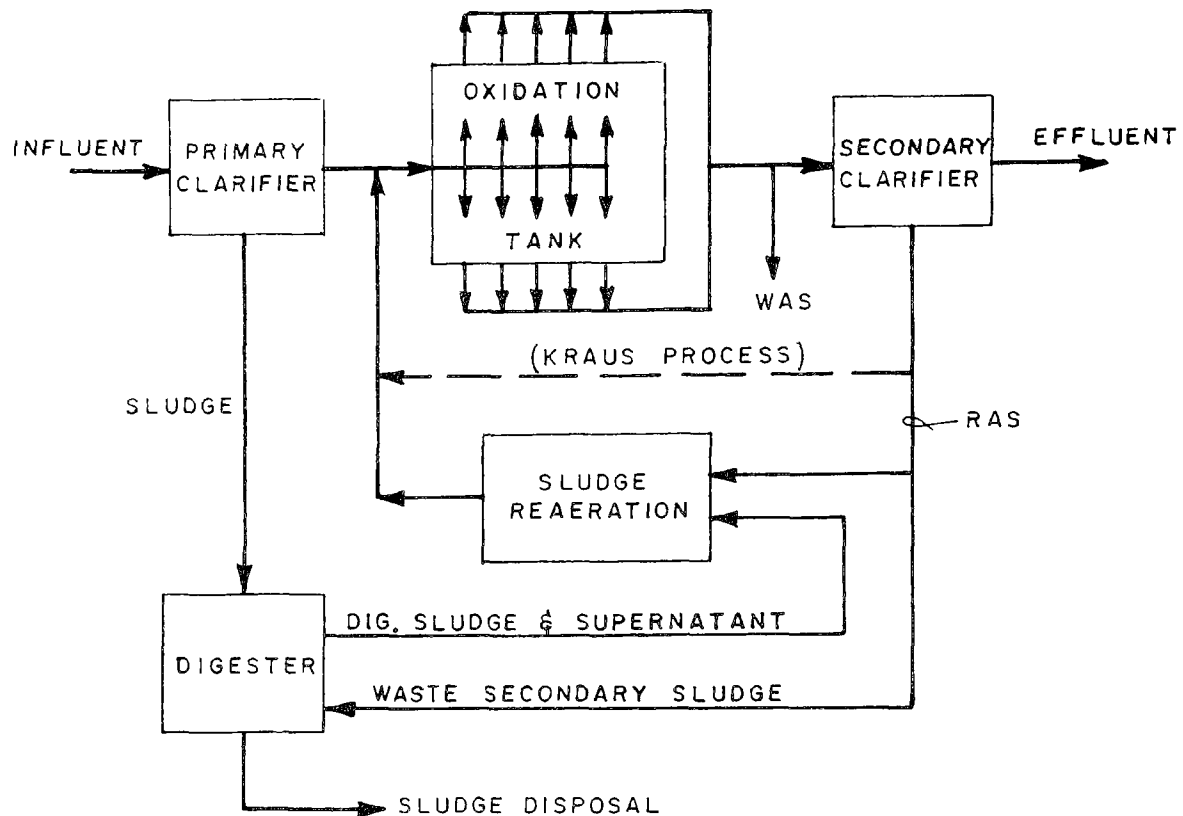 INFLUENT
PRIMARY
CLARIFIER
OXIDATION
TANK
SECONDARY
CLARIFIER
EFFLUENT
WAS
(KRAUS PROCESS)
SLUDGE
RAS
SLUDGE
REAERATION
DIG. SLUDGE & SUPERNATANT
DIGESTER
WASTE SECONDARY SLUDGE
SLUDGE DISPOSAL